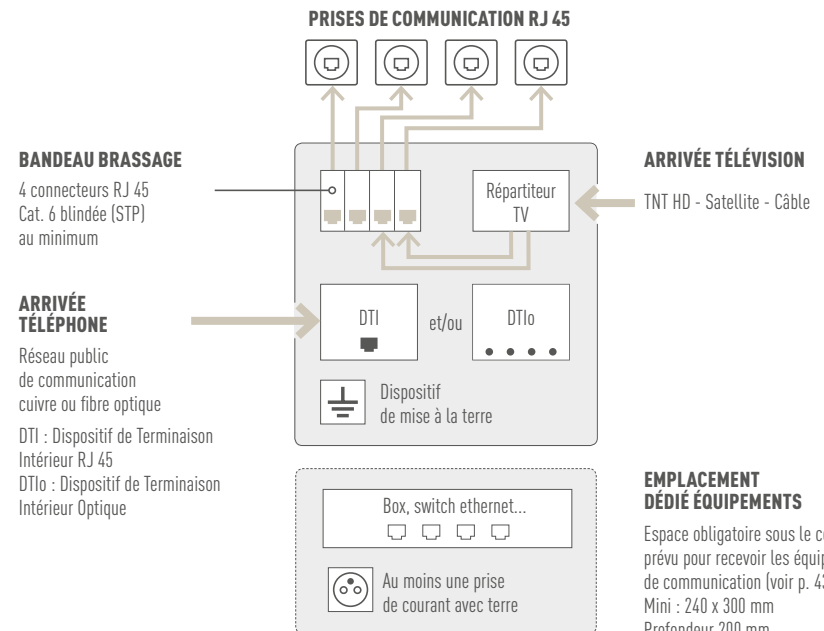 PRISES DE COMMUNICATION RJ 45
BANDEAU BRASSAGE
4 connecteurs RJ 45
Cat. 6 blindée (STP)
au minimum
Répartiteur
TV
ARRIVÉE TÉLÉVISION
TNT HD - Satellite - Câble
ARRIVÉE
TÉLÉPHONE
Réseau public
de communication
cuivre ou fibre optique
DTI : Dispositif de Terminaison
Intérieur RJ 45
DTIo : Dispositif de Terminaison
Intérieur Optique
DTI
et/ou
DTIo
Dispositif
de mise à la terre
Box, switch ethernet...
Au moins une prise
de courant avec terre
EMPLACEMENT
DÉDIÉ ÉQUIPEMENTS
Espace obligatoire sous le
prévu pour recevoir les
de communication (voir p.
Mini : 240 x 300 mm
Profondeur 200 mm